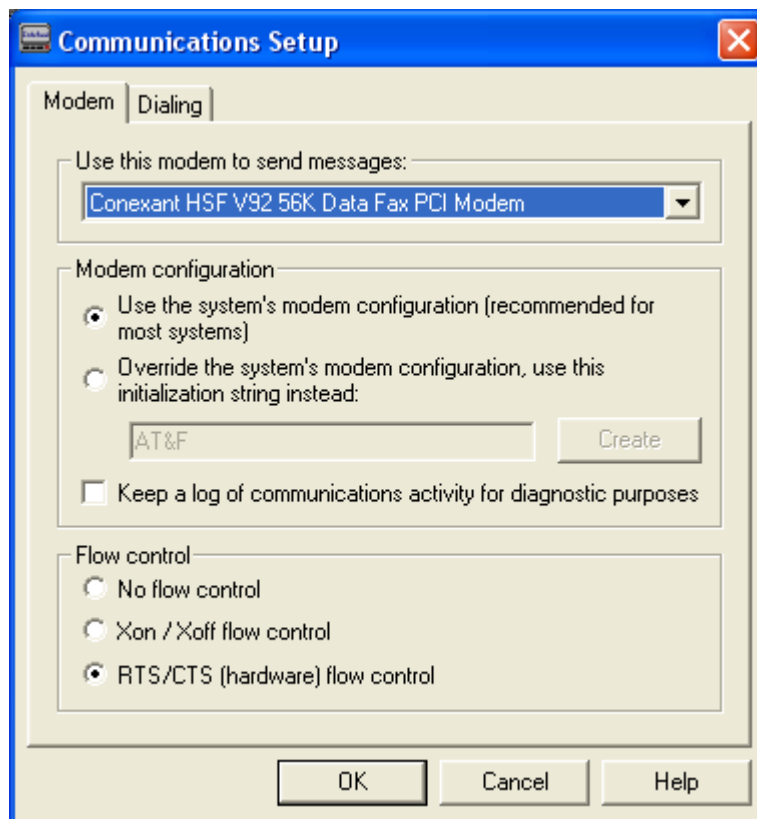 Communications Setup
Modem
Dialing
Use this modem to send messages:
Conexant HSF V92 56K Data Fax PCI Modem
Modem configuration
Use the system's modem configuration (recommended for
most systems)
Override the system's modem configuration, use this
initialization string instead:
AT&F
Create
Keep a log of communications activity for diagnostic purposes
Flow control
No flow control
Xon / Xoff flow control
RTS/CTS (hardware) flow control
OK
Cancel
Help